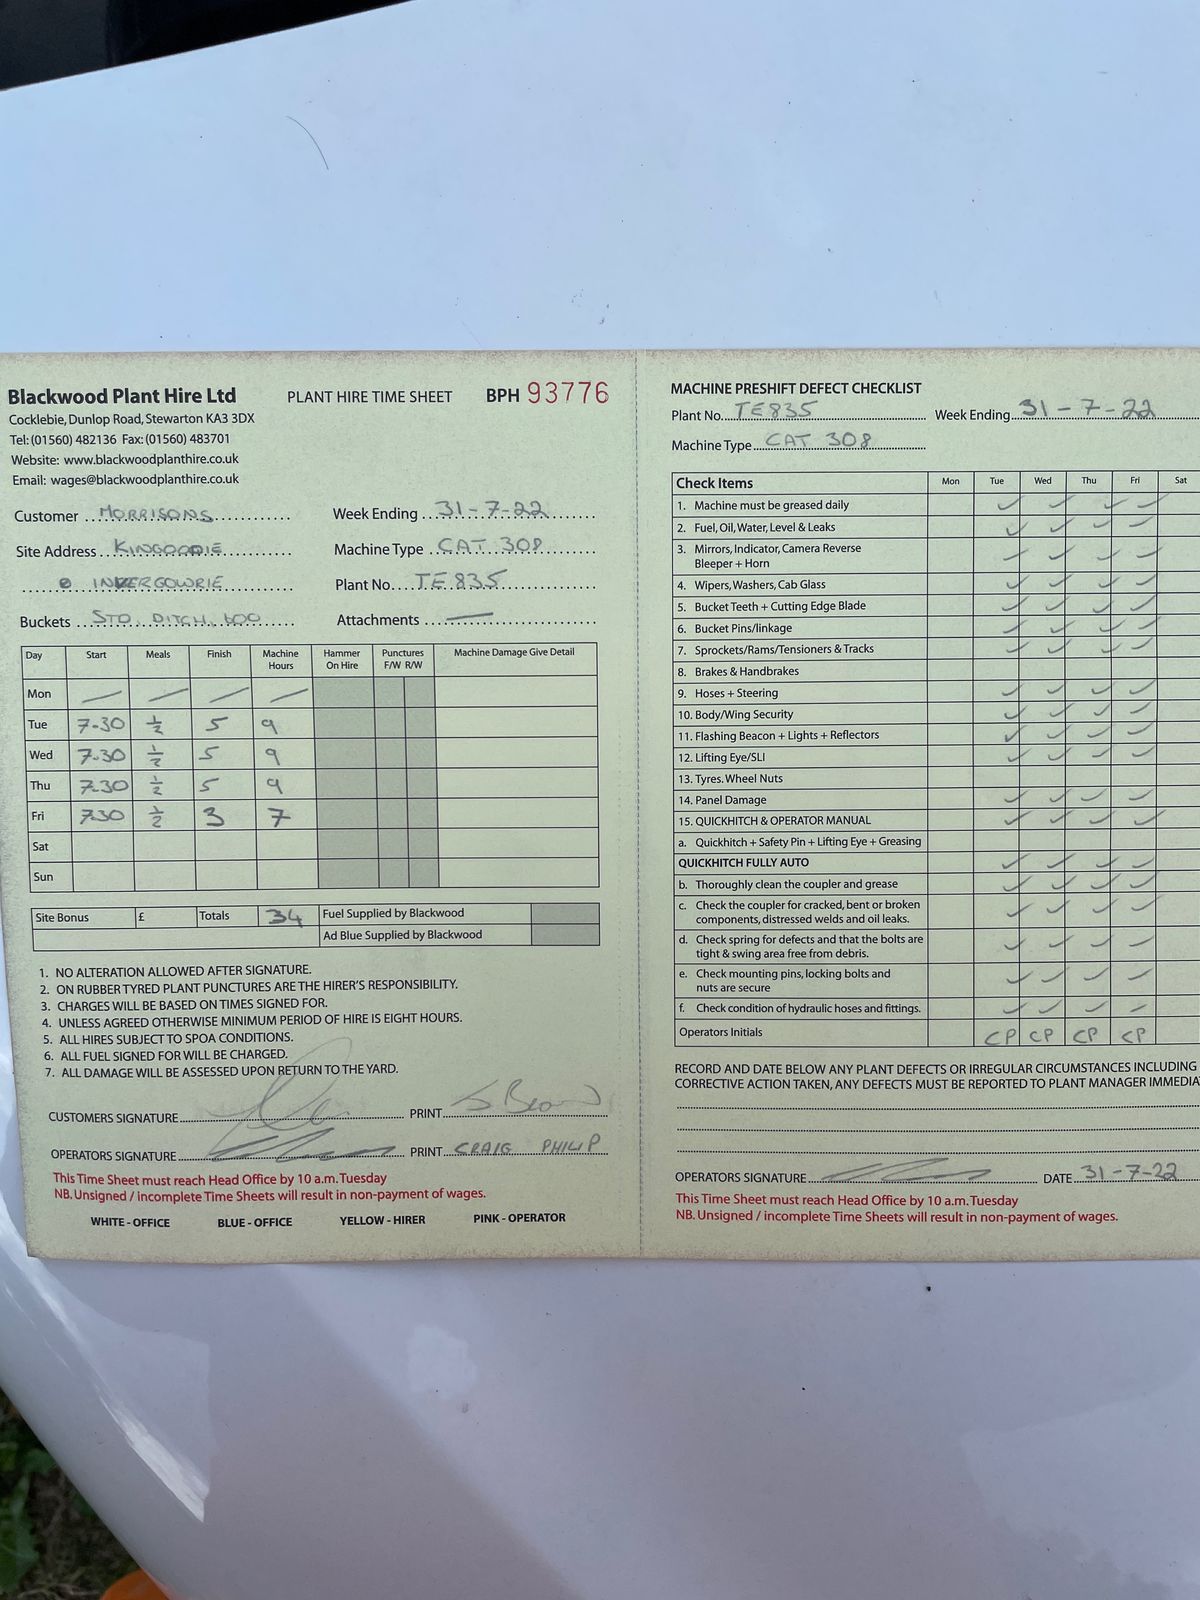 Blackwood Plant Hire Ltd
PLANT HIRE TIME SHEET
BPH 93776
Cocklebie, Dunlop Road, Stewarton KA3 3DX
Tel: (01560) 482136 Fax: (01560) 483701
Website: www.blackwoodplanthire.co.uk
Email: wages@blackwoodplanthire.co.uk
Customer MORRISONS
Week Ending 31-7-22
Site Address KINGOODIE
Machine Type CAT 308
INVERGOWRIE
Plant No. TE835
Buckets STD. DITCH. 600
Attachments —
Day Start Meals Finish Machine Hours Hammer On Hire Punctures F/W R/W Machine Damage Give Detail
Mon — — — —
Tue 7-30 ½ 5 9
Wed 7-30 ½ 5 9
Thu 7-30 ½ 5 9
Fri 7-30 ½ 3 7
Sat
Sun
Site Bonus £ Totals 34 Fuel Supplied by Blackwood
Ad Blue Supplied by Blackwood
1. NO ALTERATION ALLOWED AFTER SIGNATURE.
2. ON RUBBER TYRED PLANT PUNCTURES ARE THE HIRER'S RESPONSIBILITY.
3. CHARGES WILL BE BASED ON TIMES SIGNED FOR.
4. UNLESS AGREED OTHERWISE MINIMUM PERIOD OF HIRE IS EIGHT HOURS.
5. ALL HIRES SUBJECT TO SPOA CONDITIONS.
6. ALL FUEL SIGNED FOR WILL BE CHARGED.
7. ALL DAMAGE WILL BE ASSESSED UPON RETURN TO THE YARD.
CUSTOMERS SIGNATURE PRINT S
OPERATORS SIGNATURE PRINT CRAIG PHILIP
This Time Sheet must reach Head Office by 10 a.m. Tuesday
NB. Unsigned / incomplete Time Sheets will result in non-payment of wages.
WHITE - OFFICE BLUE - OFFICE YELLOW - HIRER PINK - OPERATOR
MACHINE PRESHIFT DEFECT CHECKLIST
Plant No. TE835 Week Ending 31-7-22
Machine Type CAT 308
Check Items Mon Tue Wed Thu Fri Sat
1. Machine must be greased daily ✓ ✓ ✓ ✓
2. Fuel, Oil, Water, Level & Leaks ✓ ✓ ✓ ✓
3. Mirrors, Indicator, Camera Reverse
Bleeper + Horn ✓ ✓ ✓ ✓
4. Wipers, Washers, Cab Glass ✓ ✓ ✓ ✓
5. Bucket Teeth + Cutting Edge Blade ✓ ✓ ✓ ✓
6. Bucket Pins/linkage ✓ ✓ ✓ ✓
7. Sprockets/Rams/Tensioners & Tracks ✓ ✓ ✓ ✓
8. Brakes & Handbrakes
9. Hoses + Steering ✓ ✓ ✓ ✓
10. Body/Wing Security ✓ ✓ ✓ ✓
11. Flashing Beacon + Lights + Reflectors ✓ ✓ ✓ ✓
12. Lifting Eye/SLI ✓ ✓ ✓ ✓
13. Tyres. Wheel Nuts
14. Panel Damage ✓ ✓ ✓ ✓
15. QUICKHITCH & OPERATOR MANUAL ✓ ✓ ✓ ✓
a. Quickhitch + Safety Pin + Lifting Eye + Greasing
QUICKHITCH FULLY AUTO ✓ ✓ ✓ ✓
b. Thoroughly clean the coupler and grease ✓ ✓ ✓ ✓
c. Check the coupler for cracked, bent or broken
components, distressed welds and oil leaks. ✓ ✓ ✓ ✓
d. Check spring for defects and that the bolts are
tight & swing area free from debris. ✓ ✓ ✓ ✓
e. Check mounting pins, locking bolts and
nuts are secure ✓ ✓ ✓ ✓
f. Check condition of hydraulic hoses and fittings. ✓ ✓ ✓ ✓
Operators Initials CP CP CP CP
RECORD AND DATE BELOW ANY PLANT DEFECTS OR IRREGULAR CIRCUMSTANCES INCLUDING
CORRECTIVE ACTION TAKEN, ANY DEFECTS MUST BE REPORTED TO PLANT MANAGER IMMEDIA
OPERATORS SIGNATURE DATE 31-7-22
This Time Sheet must reach Head Office by 10 a.m. Tuesday
NB. Unsigned / incomplete Time Sheets will result in non-payment of wages.